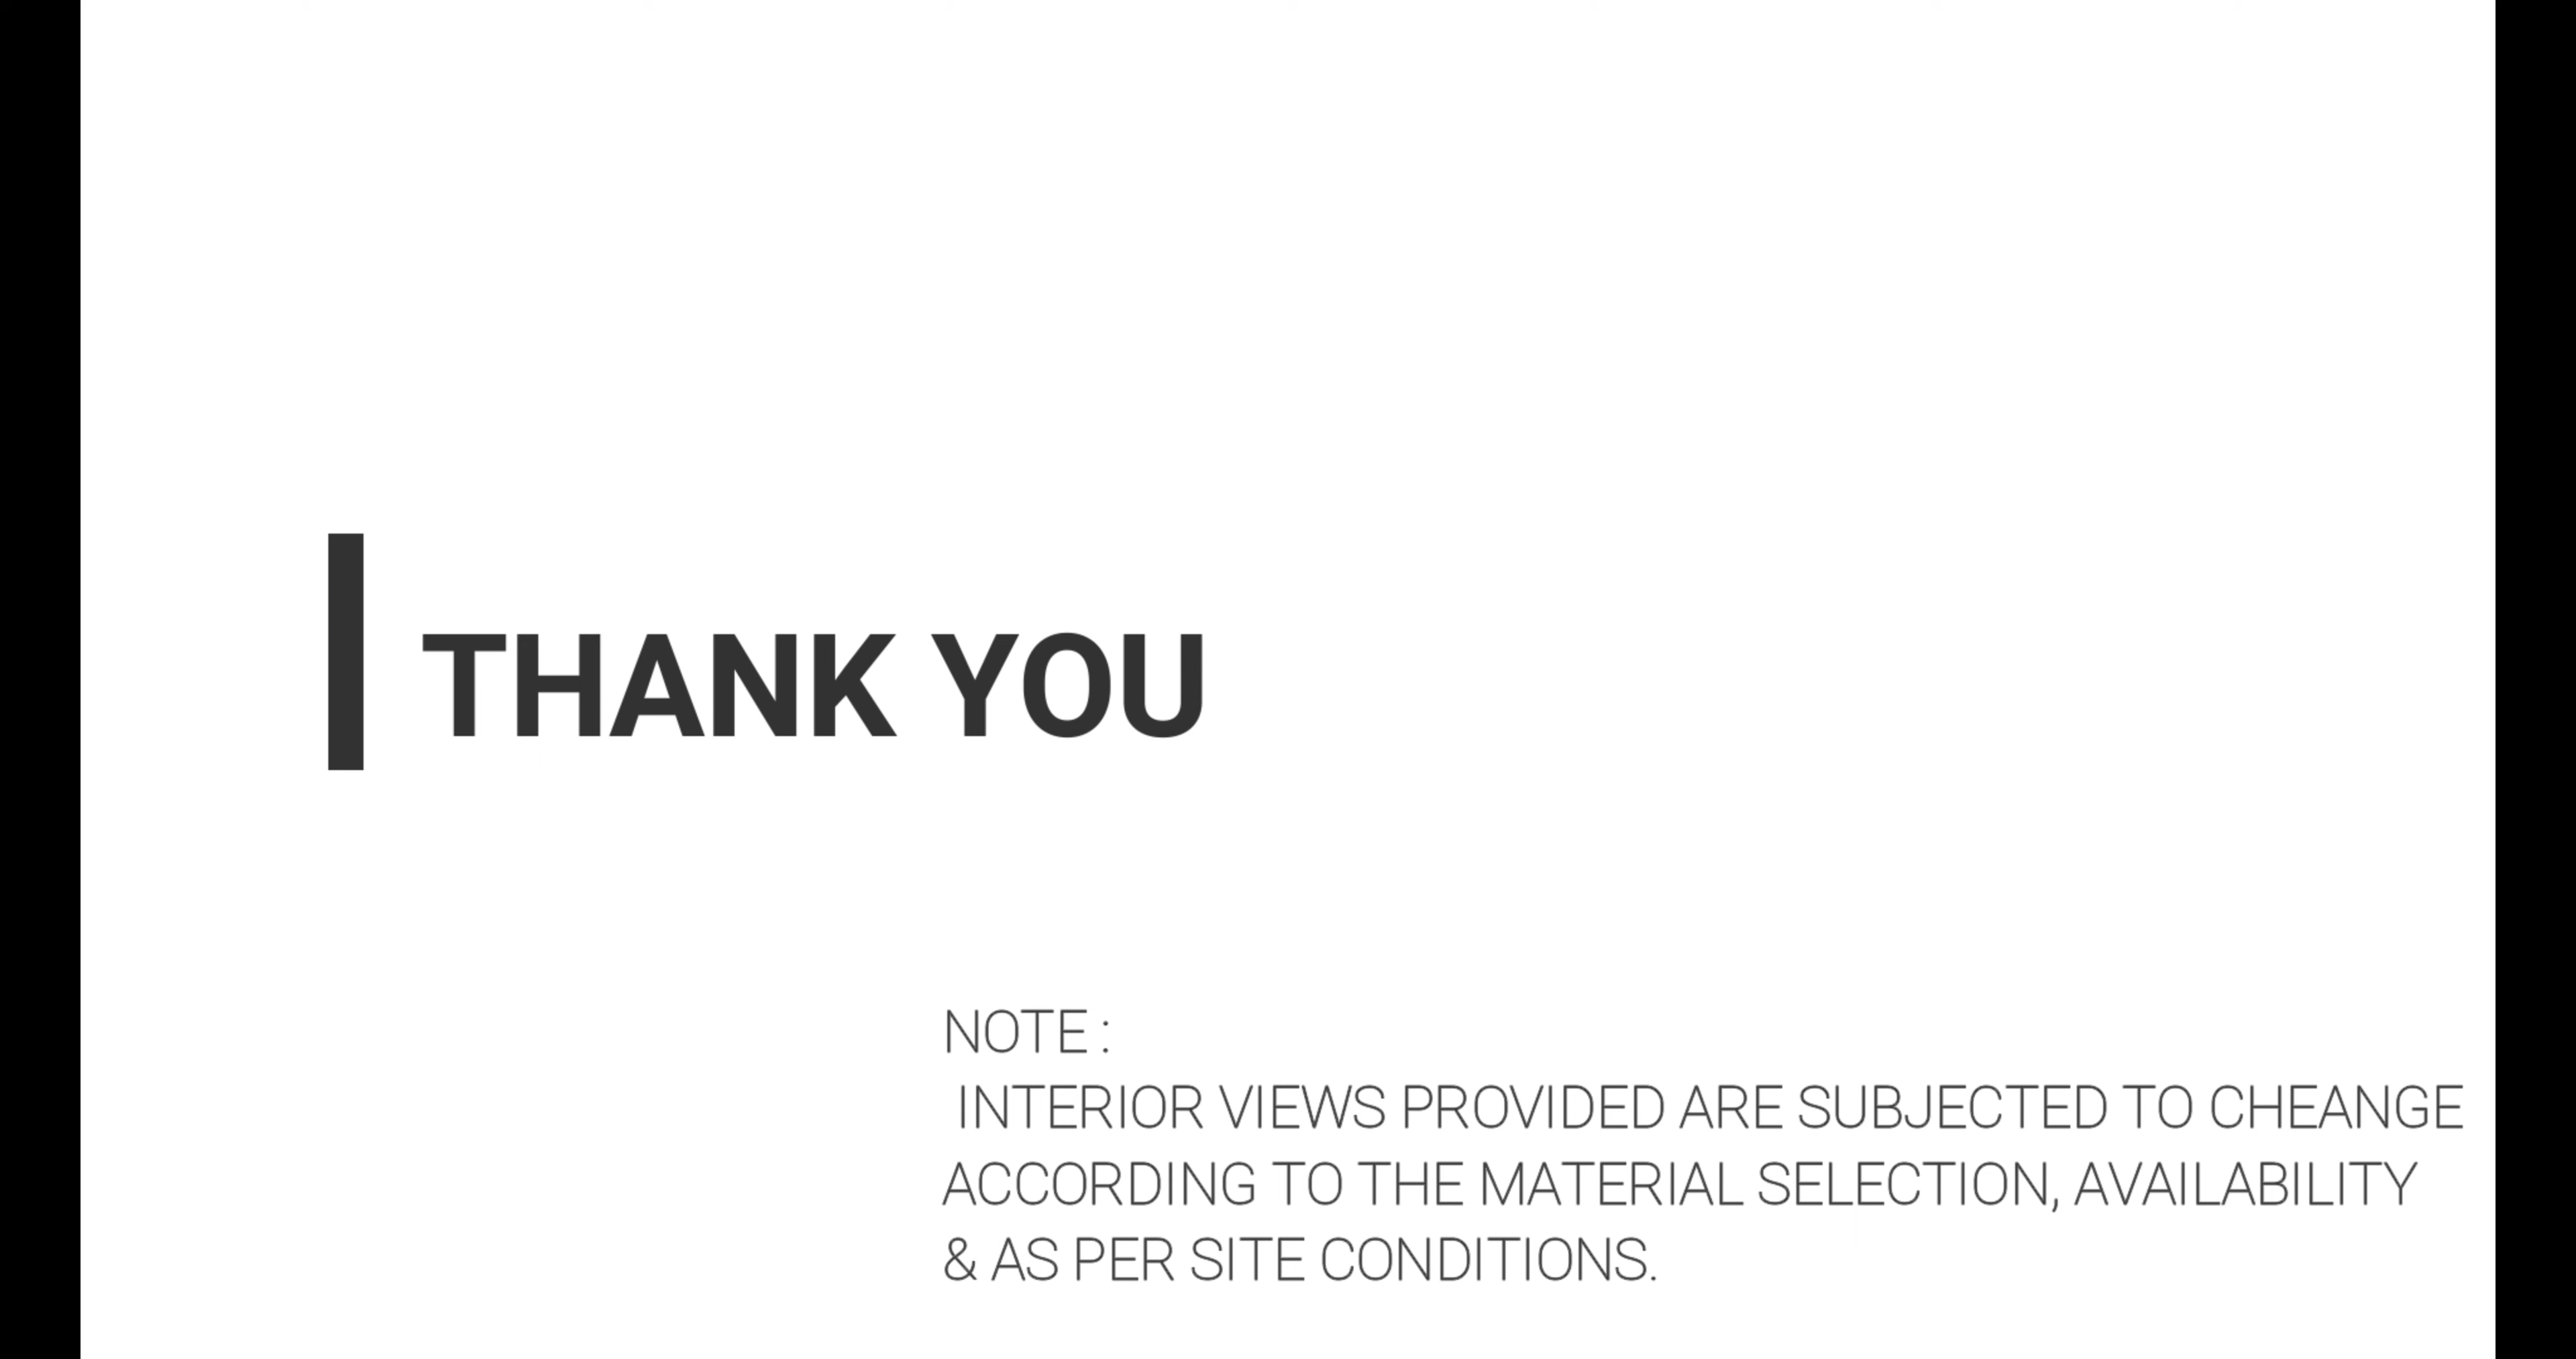 THANK YOU
NOTE :
INTERIOR VIEWS PROVIDED ARE SUBJECTED TO CHEANGE
ACCORDING TO THE MATERIAL SELECTION, AVAILABILITY
& AS PER SITE CONDITIONS.